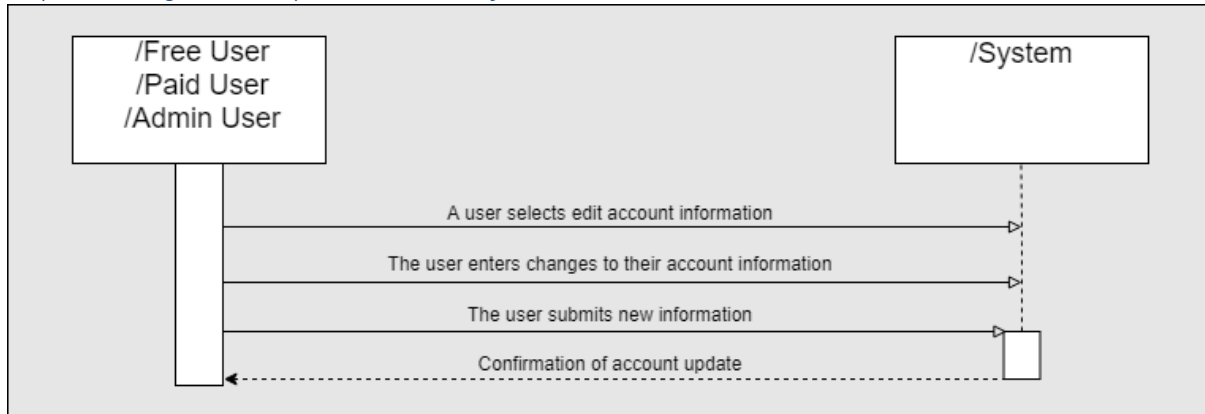 /Free User
/Paid User
/Admin User
/System
A user selects edit account information
The user enters changes to their account information
The user submits new information
Confirmation of account update